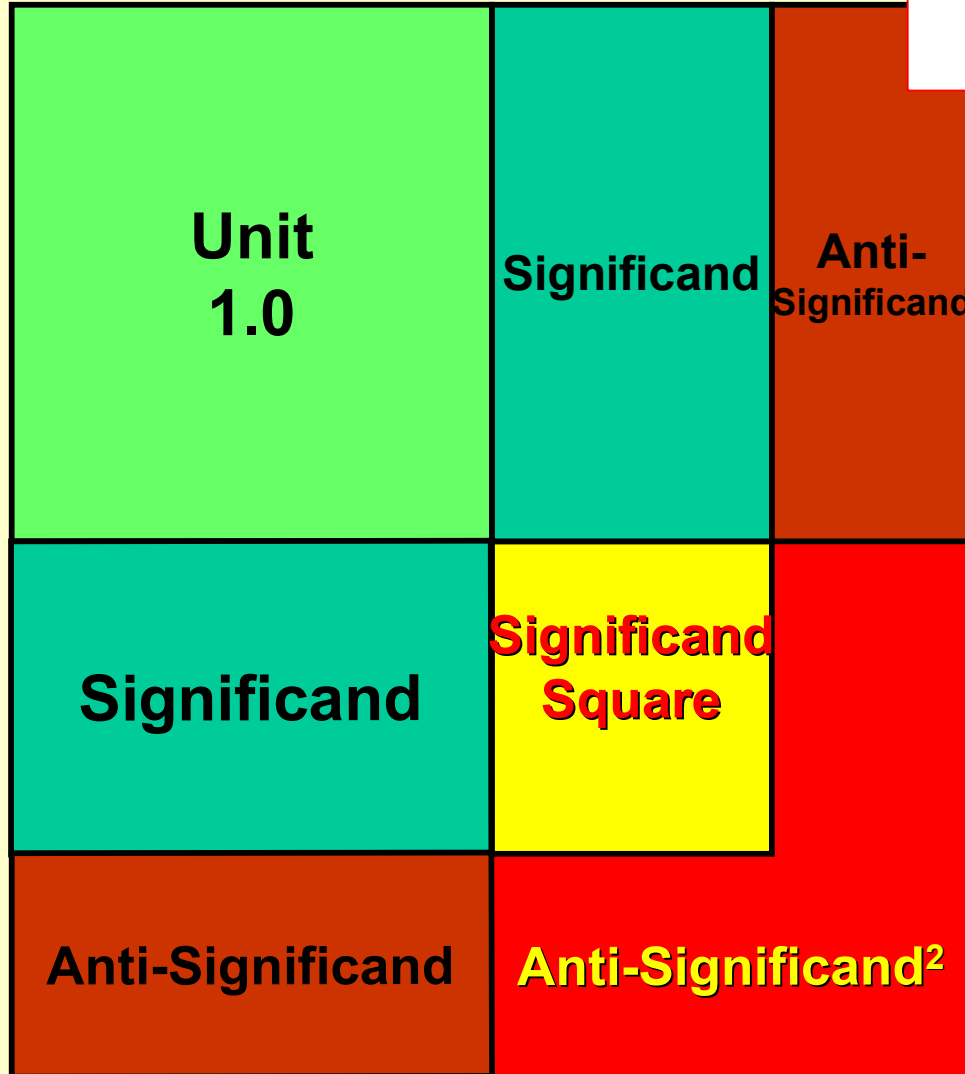 Unit
1.0
Significand
Anti-
Significand
Significand
Significand
Square
Anti-Significand
Anti-Significand²